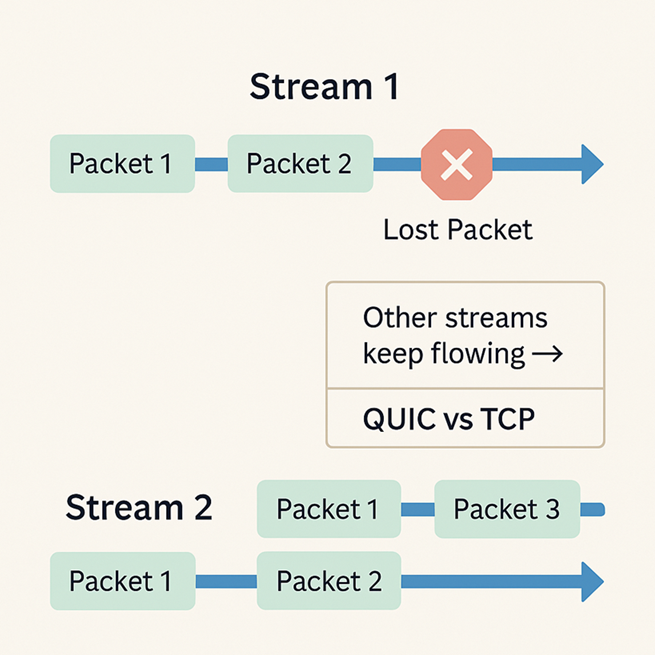 Stream 1
Packet 1 Packet 2
Lost Packet
Other streams
keep flowing →
QUIC vs TCP
Stream 2 Packet 1 Packet 3
Packet 1 Packet 2